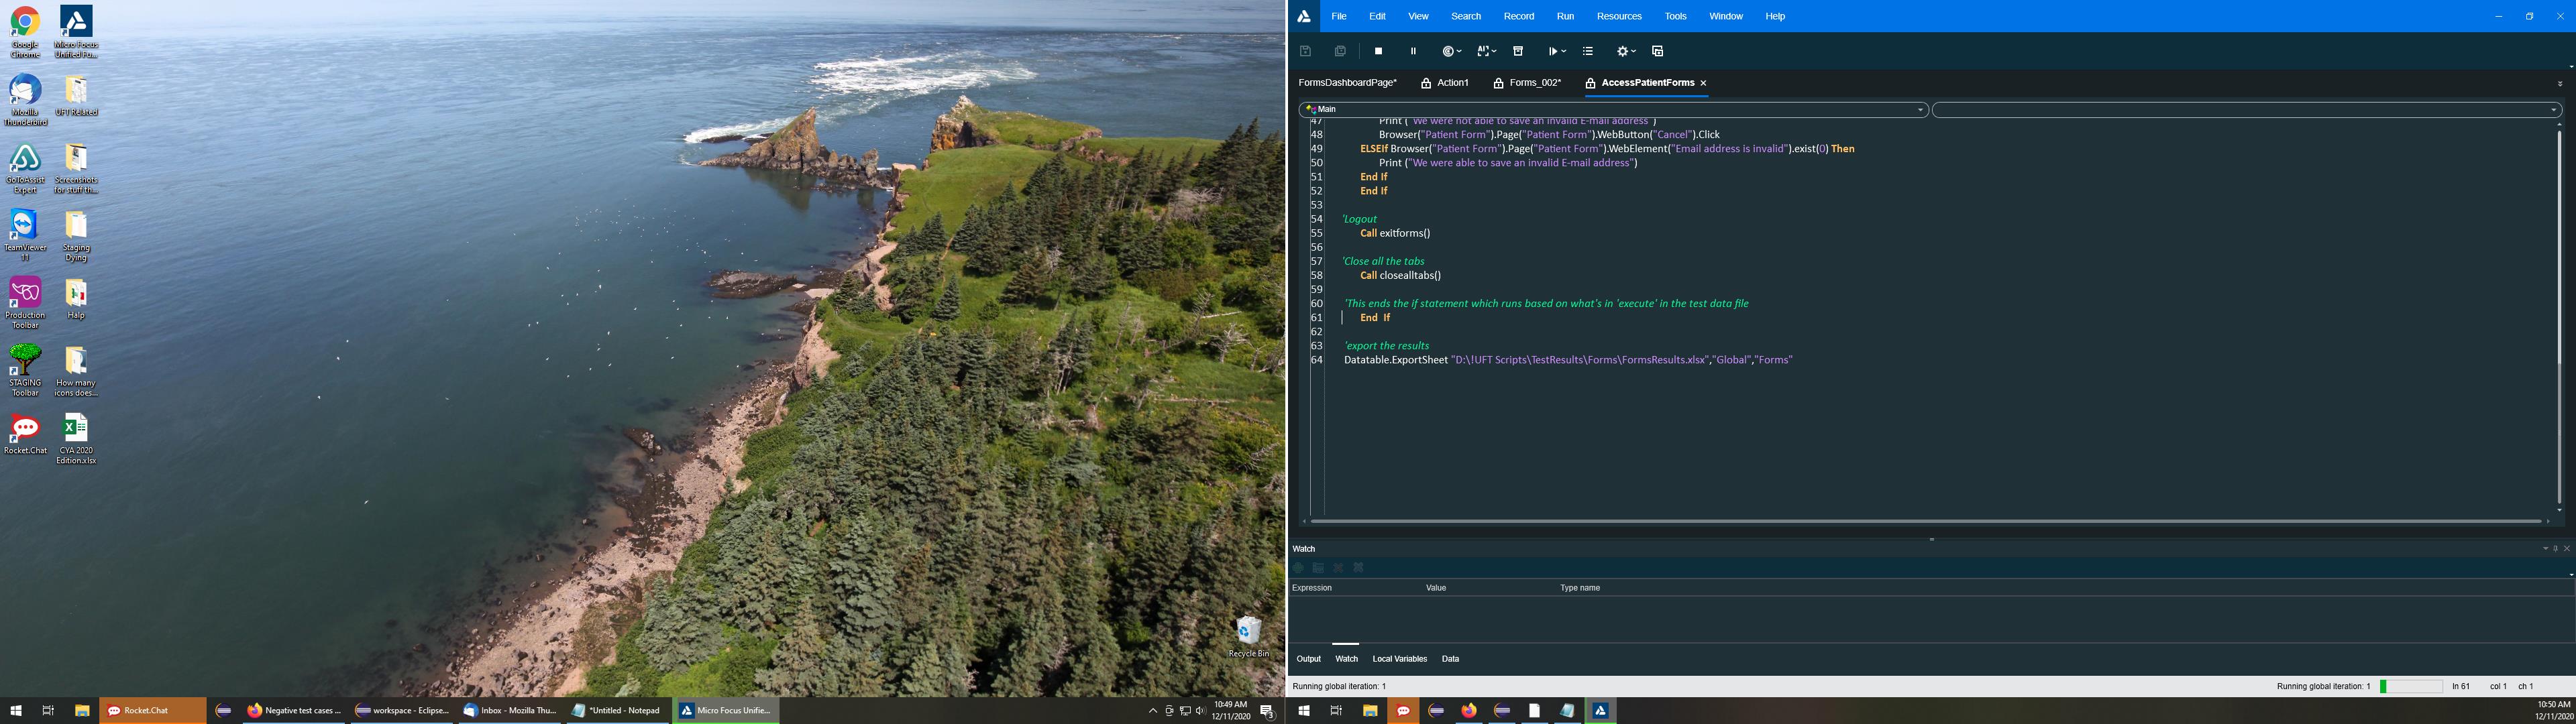 Google
Chrome
Micro Focus
Unified Fu...
Mozilla
Thunderbird
UFT Related
GoToAssist
Expert
Screenshots
for stuff th...
TeamViewer
11
Staging
Dying
Production
Toolbar
Halp
STAGING
Toolbar
How many
icons does...
Rocket.Chat
CYA 2020
Edition.xlsx
Recycle Bin
Rocket.Chat
Negative test cases ...
workspace - Eclipse...
Inbox - Mozilla Thu...
*Untitled - Notepad
Micro Focus Unifie...
10:49 AM
12/11/2020
3
File Edit View Search Record Run Resources Tools Window Help
FormsDashboardPage* Action1 Forms_002* AccessPatientForms
Main
47 Print ("We were not able to save an invalid E-mail address")
48 Browser("Patient Form").Page("Patient Form").WebButton("Cancel").Click
49 ELSEIf Browser("Patient Form").Page("Patient Form").WebElement("Email address is invalid").exist(0) Then
50 Print ("We were able to save an invalid E-mail address")
51 End If
52 End If
53
54 'Logout
55 Call exitforms()
56
57 'Close all the tabs
58 Call closealltabs()
59
60 'This ends the if statement which runs based on what's in 'execute' in the test data file
61 End If
62
63 'export the results
64 Datatable.ExportSheet "D:\!UFT Scripts\TestResults\Forms\FormsResults.xlsx","Global","Forms"
Watch
Expression Value Type name
Output Watch Local Variables Data
Running global iteration: 1
Running global iteration: 1 ln 61 col 1 ch 1
10:50 AM
12/11/2020